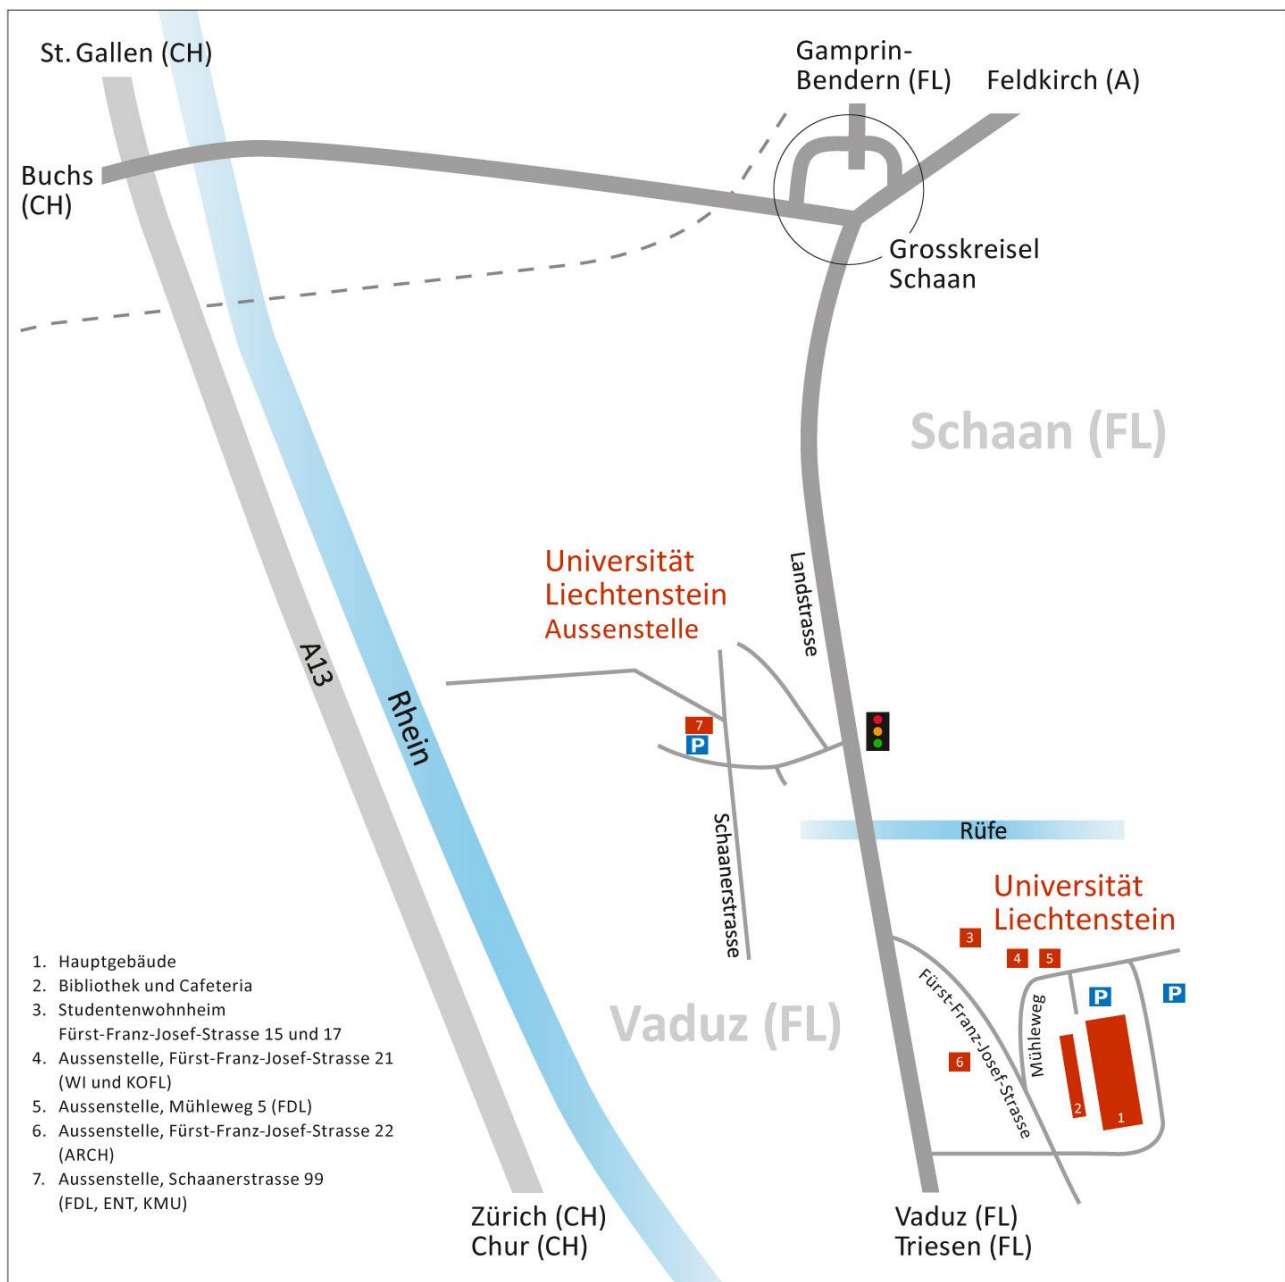 St. Gallen (CH)
Gamprin-
Bendern (FL)
Feldkirch (A)
Buchs
(CH)
Grosskreisel
Schaan
Schaan (FL)
Universität
Liechtenstein
Aussenstelle
Landstrasse
A13
Rhein
7
P
Schaanerstrasse
Rüfe
Universität
Liechtenstein
3
4
5
P
P
Fürst-Franz-Josef-Strasse
Mühleweg
6
2
1
Vaduz (FL)
1. Hauptgebäude
2. Bibliothek und Cafeteria
3. Studentenwohnheim
Fürst-Franz-Josef-Strasse 15 und 17
4. Aussenstelle, Fürst-Franz-Josef-Strasse 21
(WI und KOFL)
5. Aussenstelle, Mühleweg 5 (FDL)
6. Aussenstelle, Fürst-Franz-Josef-Strasse 22
(ARCH)
7. Aussenstelle, Schaanerstrasse 99
(FDL, ENT, KMU)
Zürich (CH)
Chur (CH)
Vaduz (FL)
Triesen (FL)